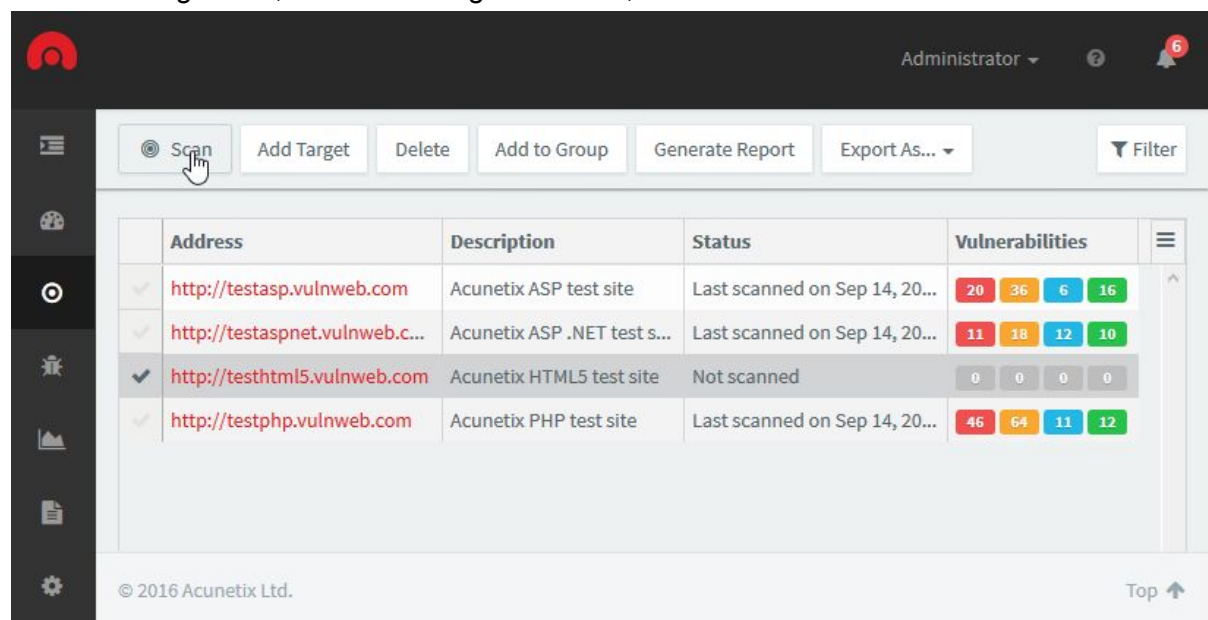 Administrator
6
Scan Add Target Delete Add to Group Generate Report Export As... Filter
Address Description Status Vulnerabilities
http://testasp.vulnweb.com Acunetix ASP test site Last scanned on Sep 14, 20... 20 36 6 16
http://testaspnet.vulnweb.c... Acunetix ASP .NET test s... Last scanned on Sep 14, 20... 11 18 12 10
http://testhtml5.vulnweb.com Acunetix HTML5 test site Not scanned 0 0 0 0
http://testphp.vulnweb.com Acunetix PHP test site Last scanned on Sep 14, 20... 46 64 11 12
© 2016 Acunetix Ltd. Top